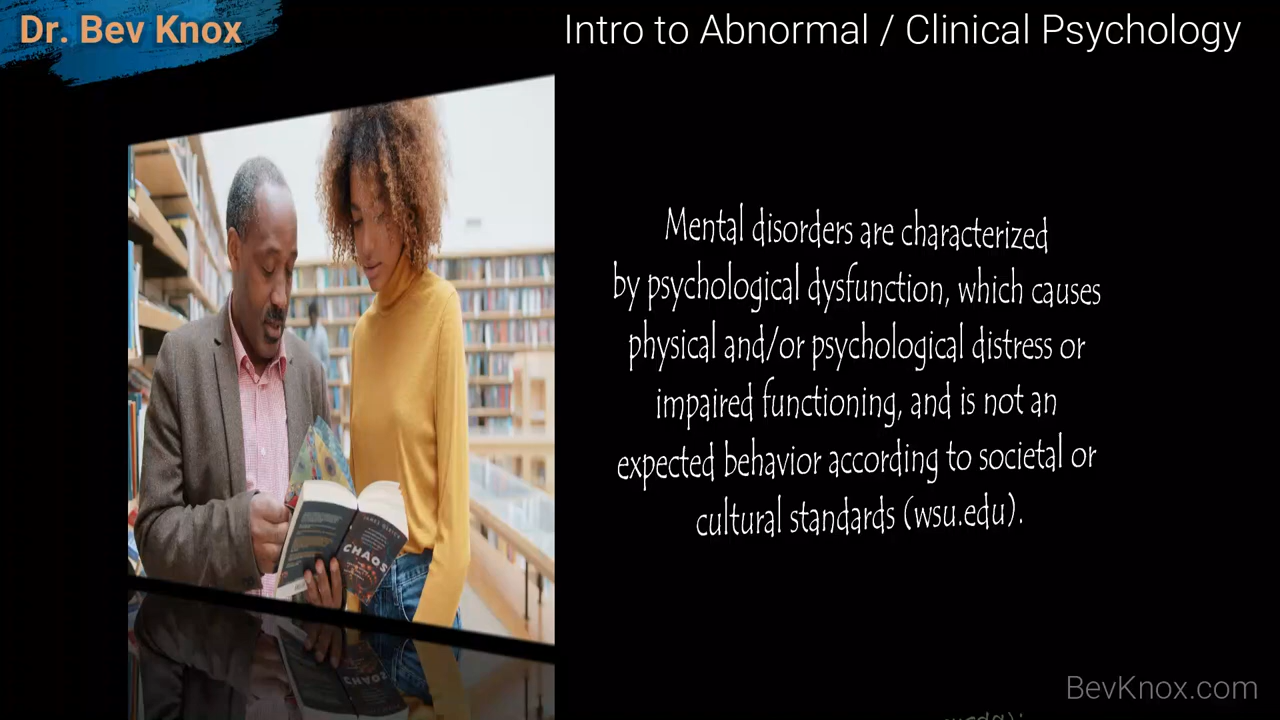 Dr. Bev Knox
Intro to Abnormal / Clinical Psychology
Mental disorders are characterized
by psychological dysfunction, which causes
physical and/or psychological distress or
impaired functioning, and is not an
expected behavior according to societal or
cultural standards (wsu.edu).
CHAOS
BevKnox.com